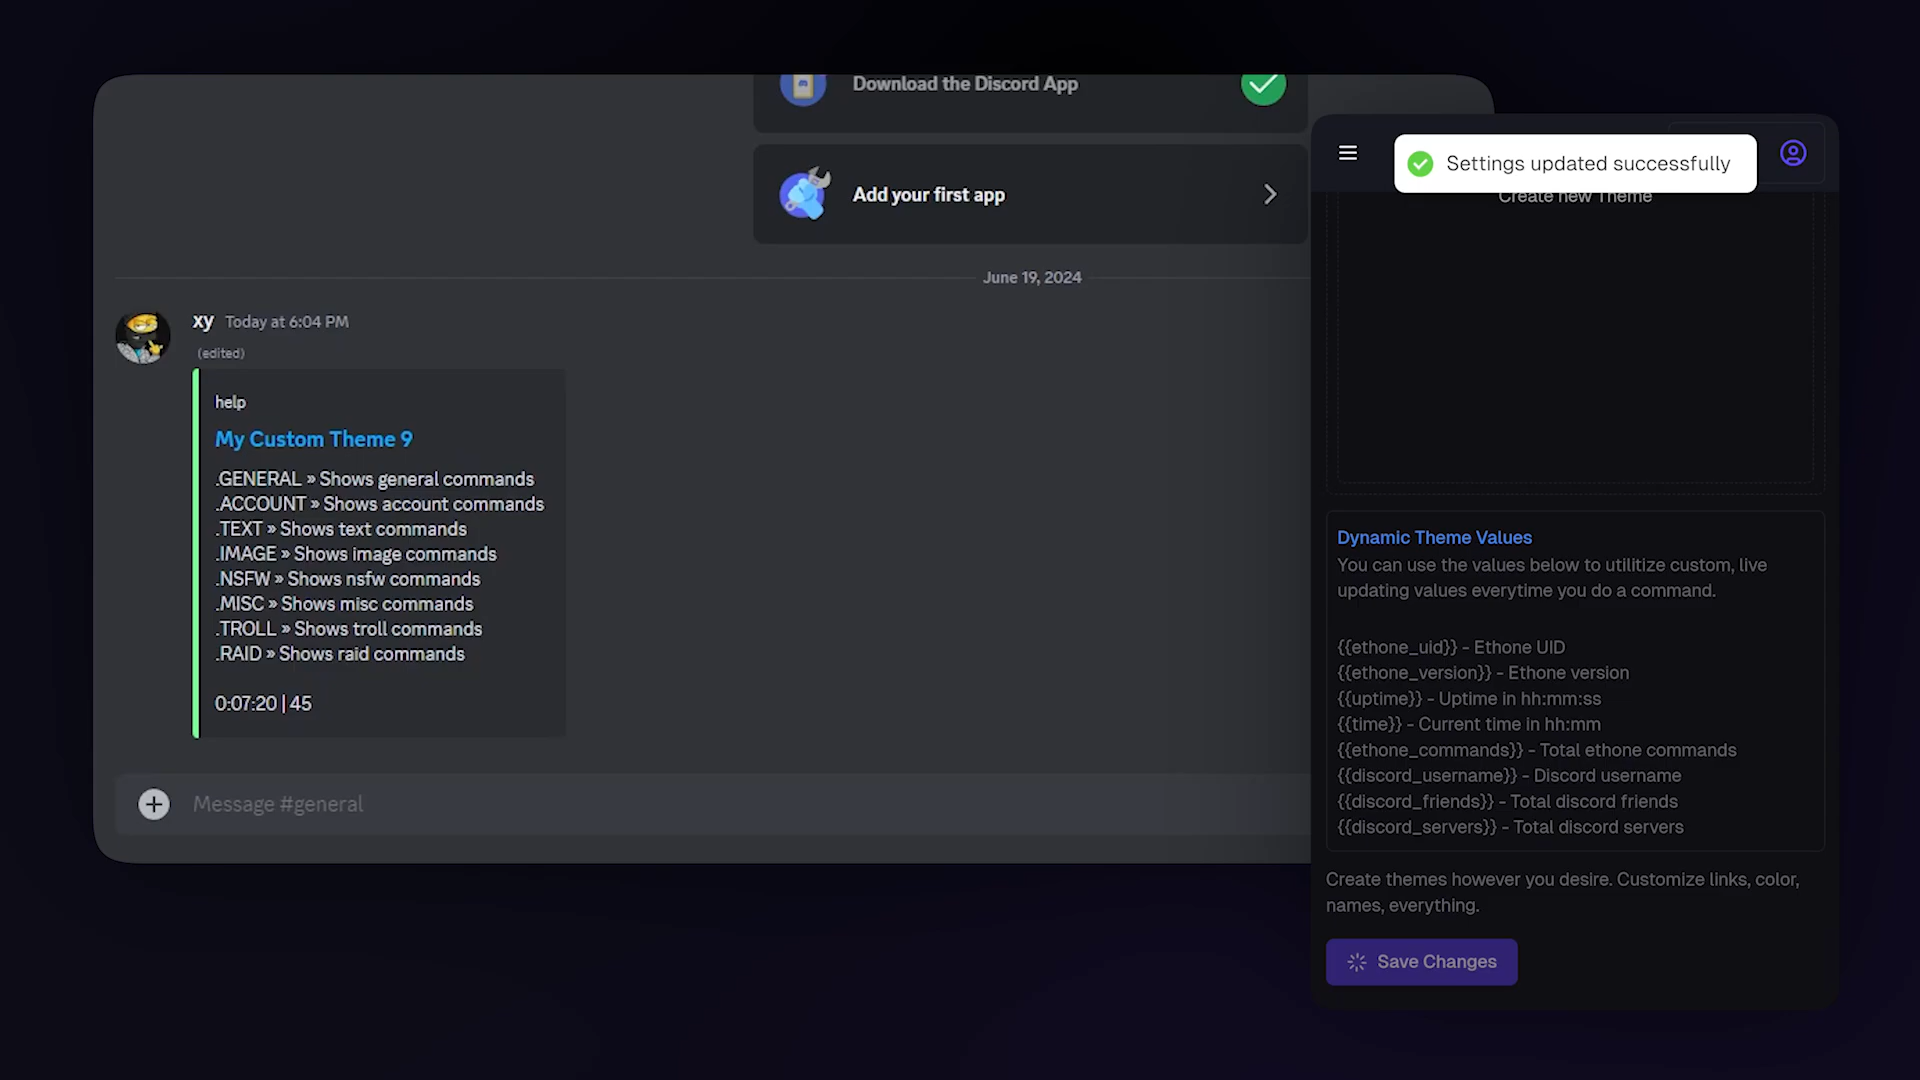 Download the Discord App
Add your first app
June 19, 2024
xy Today at 6:04 PM
(edited)
help
My Custom Theme 9
.GENERAL » Shows general commands
.ACCOUNT » Shows account commands
.TEXT » Shows text commands
.IMAGE » Shows image commands
.NSFW » Shows nsfw commands
.MISC » Shows misc commands
.TROLL » Shows troll commands
.RAID » Shows raid commands
0:07:20 | 45
Message #general
Settings updated successfully
Create new Theme
Dynamic Theme Values
You can use the values below to utilitize custom, live
updating values everytime you do a command.
{{ethone_uid}} - Ethone UID
{{ethone_version}} - Ethone version
{{uptime}} - Uptime in hh:mm:ss
{{time}} - Current time in hh:mm
{{ethone_commands}} - Total ethone commands
{{discord_username}} - Discord username
{{discord_friends}} - Total discord friends
{{discord_servers}} - Total discord servers
Create themes however you desire. Customize links, color,
names, everything.
Save Changes